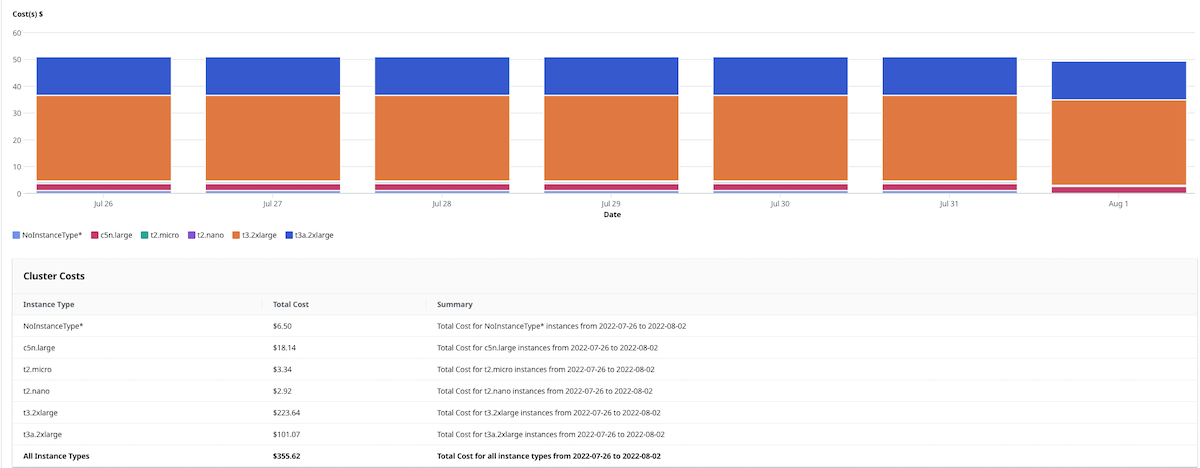 Cost(s) $
60
50
40
30
20
10
0
Jul 26 Jul 27 Jul 28 Jul 29 Jul 30 Jul 31 Aug 1
Date
NoInstanceType* c5n.large t2.micro t2.nano t3.2xlarge t3a.2xlarge
Cluster Costs
Instance Type Total Cost Summary
NoInstanceType* $6.50 Total Cost for NoInstanceType* instances from 2022-07-26 to 2022-08-02
c5n.large $18.14 Total Cost for c5n.large instances from 2022-07-26 to 2022-08-02
t2.micro $3.34 Total Cost for t2.micro instances from 2022-07-26 to 2022-08-02
t2.nano $2.92 Total Cost for t2.nano instances from 2022-07-26 to 2022-08-02
t3.2xlarge $223.64 Total Cost for t3.2xlarge instances from 2022-07-26 to 2022-08-02
t3a.2xlarge $101.07 Total Cost for t3a.2xlarge instances from 2022-07-26 to 2022-08-02
All Instance Types $355.62 Total Cost for all instance types from 2022-07-26 to 2022-08-02